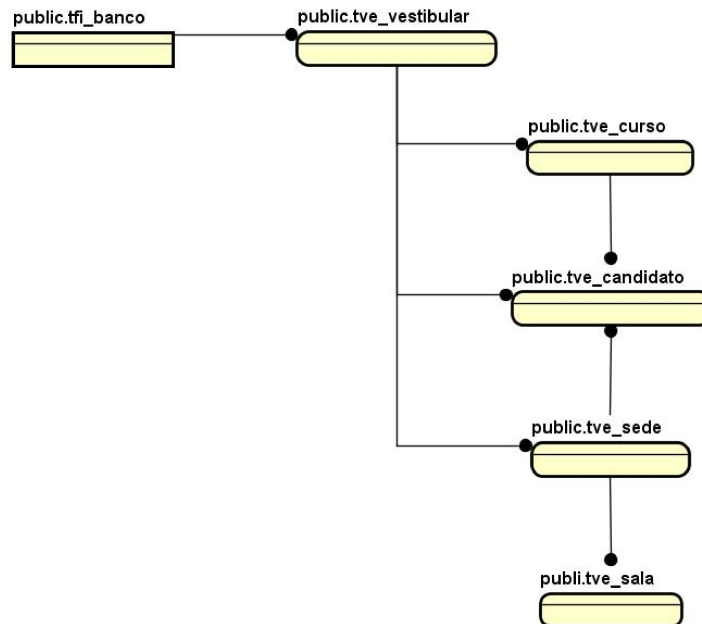 public.tfi_banco
public.tve_vestibular
public.tve_curso
public.tve_candidato
public.tve_sede
publi.tve_sala